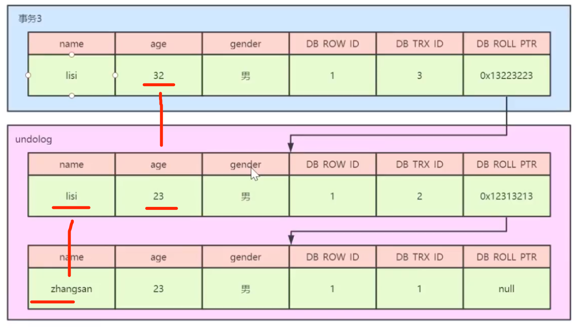 事务3
name age gender DB ROW ID DB TRX ID DB ROLL PTR
lisi 32 男 1 3 0x13223223
undolog
name age gender DB ROW ID DB TRX ID DB ROLL PTR
lisi 23 男 1 2 0x12313213
name age gender DB ROW ID DB TRX ID DB ROLL PTR
zhangsan 23 男 1 1 null